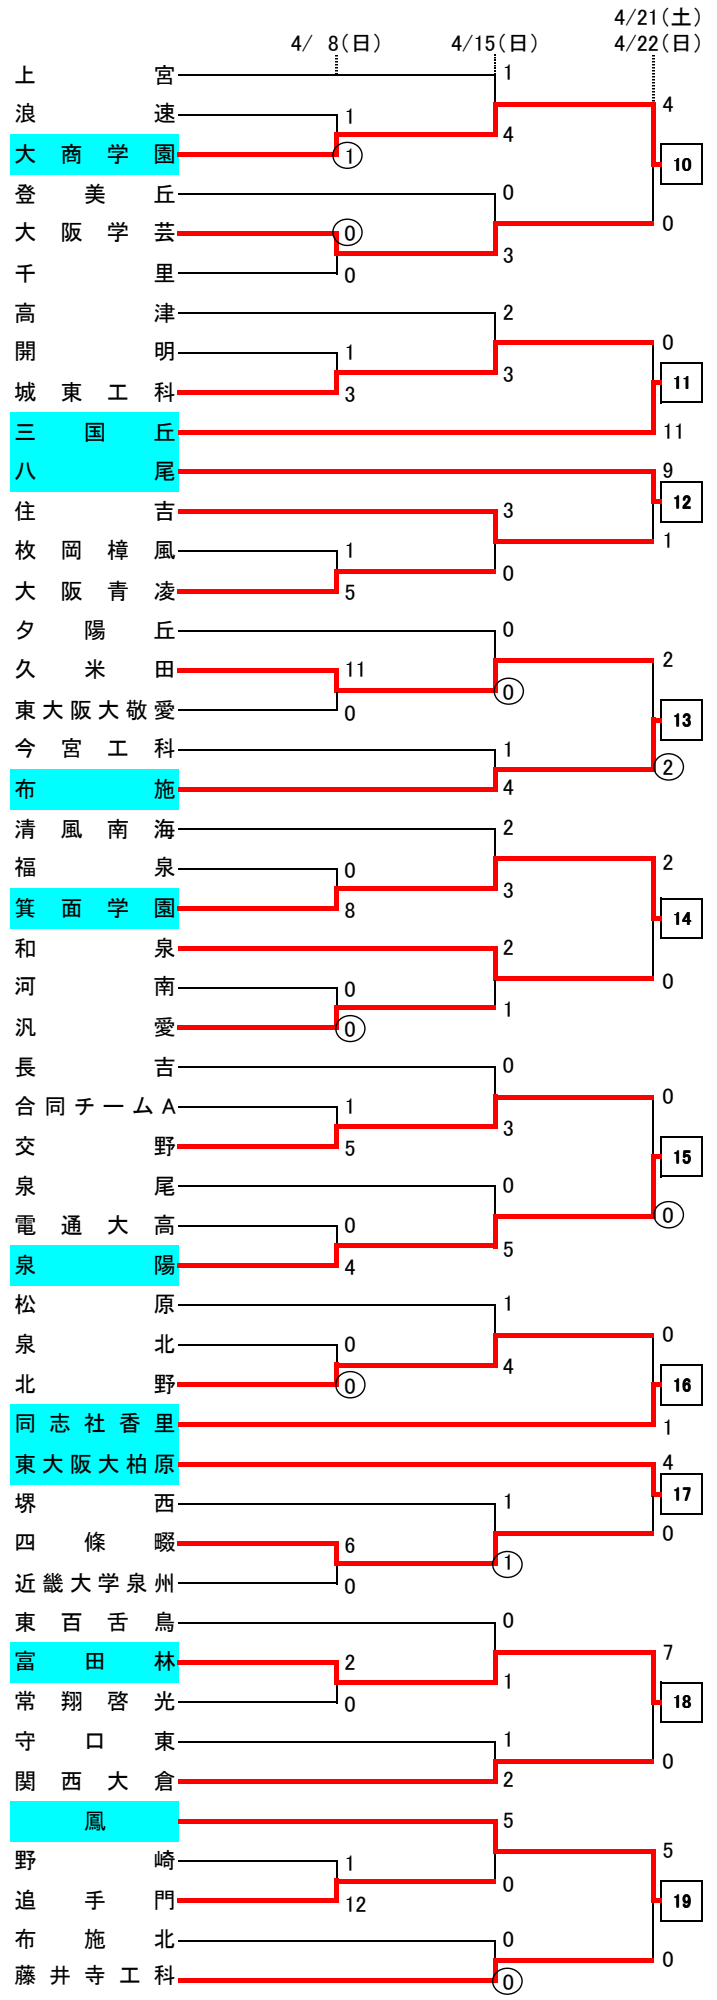 4/21(土)
4/ 8(日) 4/15(日) 4/22(日)
上宮 1
浪速 1 4
4
大商学園 1 10
登美丘 0
大阪学芸 0 0
3
千里 0
高津 2
開明 1 0
3 11
城東工科 3
三国丘 11
八尾 9
12
住吉 3
枚岡樟風 1 1
0
大阪青凌 5
夕陽丘 0
久米田 11 2
0
東大阪大敬愛 0 13
今宮工科 1 2
布施 4
清風南海 2
福泉 0 2
3
箕面学園 8 14
和泉 2
河南 0 0
1
汎愛 0
長吉 0
合同チームA 1 0
3
交野 5 15
泉尾 0
電通大高 0 0
5
泉陽 4
松原 1
泉北 0 0
4
北野 0 16
同志社香里 1
東大阪大柏原 4
17
堺西 1
四條畷 6 0
1
近畿大学泉州 0
東百舌鳥 0
富田林 2 7
1
常翔啓光 0 18
守口東 1
0
関西大倉 2
鳳 5
野崎 1 5
0
追手門 12 19
布施北 0
0
藤井寺工科 0